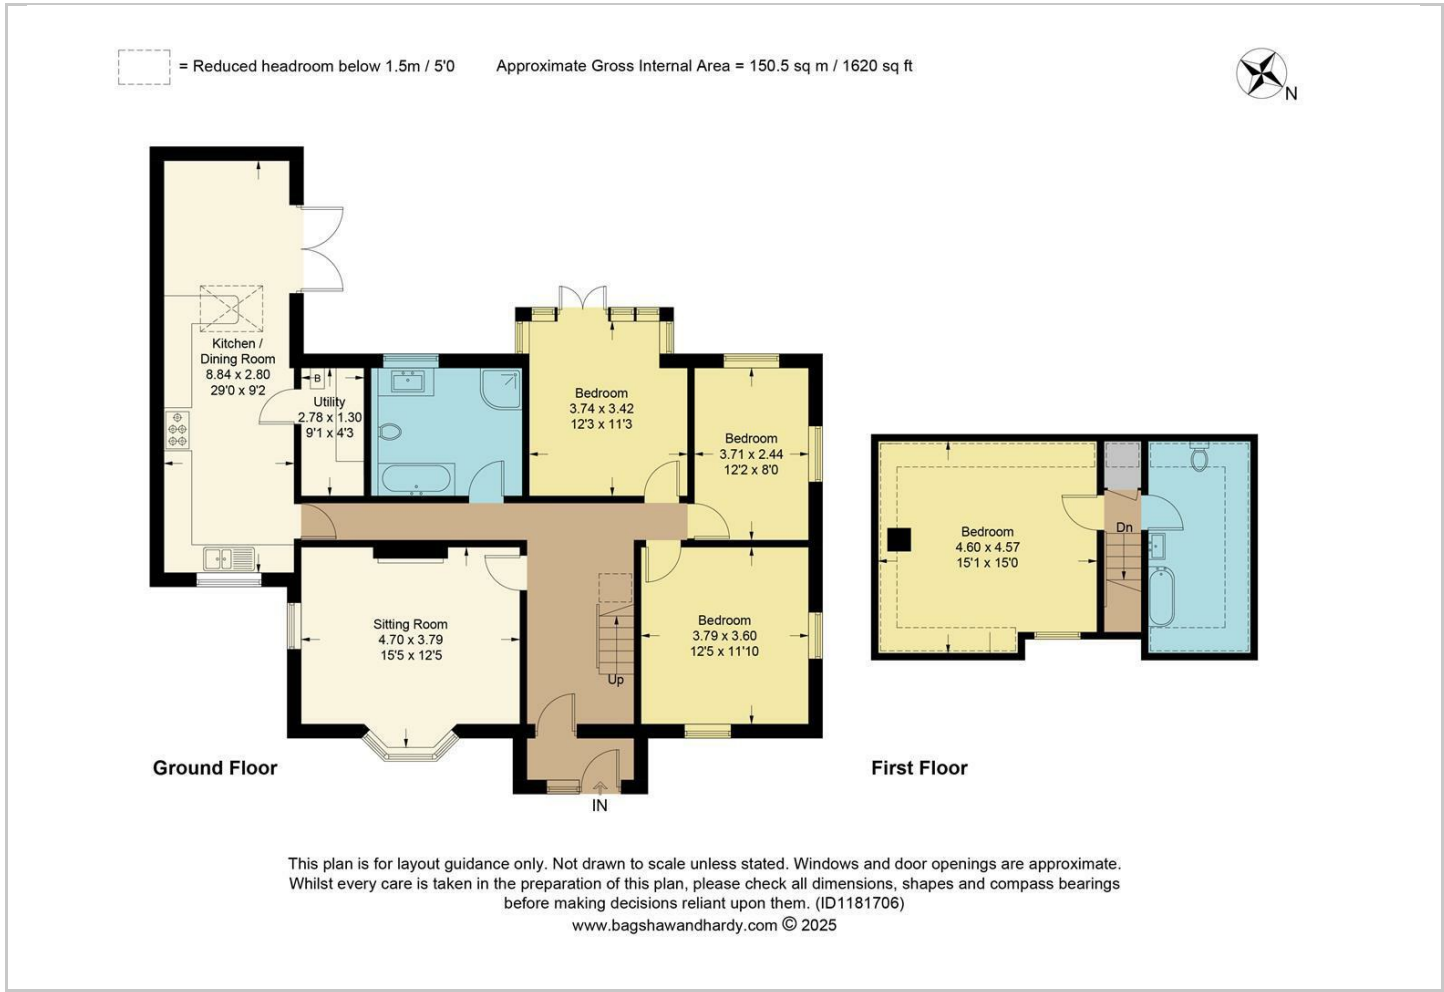 = Reduced headroom below 1.5m / 5'0
Approximate Gross Internal Area = 150.5 sq m / 1620 sq ft
N
Kitchen /
Dining Room
8.84 x 2.80
29'0 x 9'2
B
Utility
2.78 x 1.30
9'1 x 4'3
Bedroom
3.74 x 3.42
12'3 x 11'3
Bedroom
3.71 x 2.44
12'2 x 8'0
Sitting Room
4.70 x 3.79
15'5 x 12'5
Up
Bedroom
3.79 x 3.60
12'5 x 11'10
IN
Ground Floor
Bedroom
4.60 x 4.57
15'1 x 15'0
Dn
First Floor
This plan is for layout guidance only. Not drawn to scale unless stated. Windows and door openings are approximate.
Whilst every care is taken in the preparation of this plan, please check all dimensions, shapes and compass bearings
before making decisions reliant upon them. (ID1181706)
www.bagshawandhardy.com © 2025